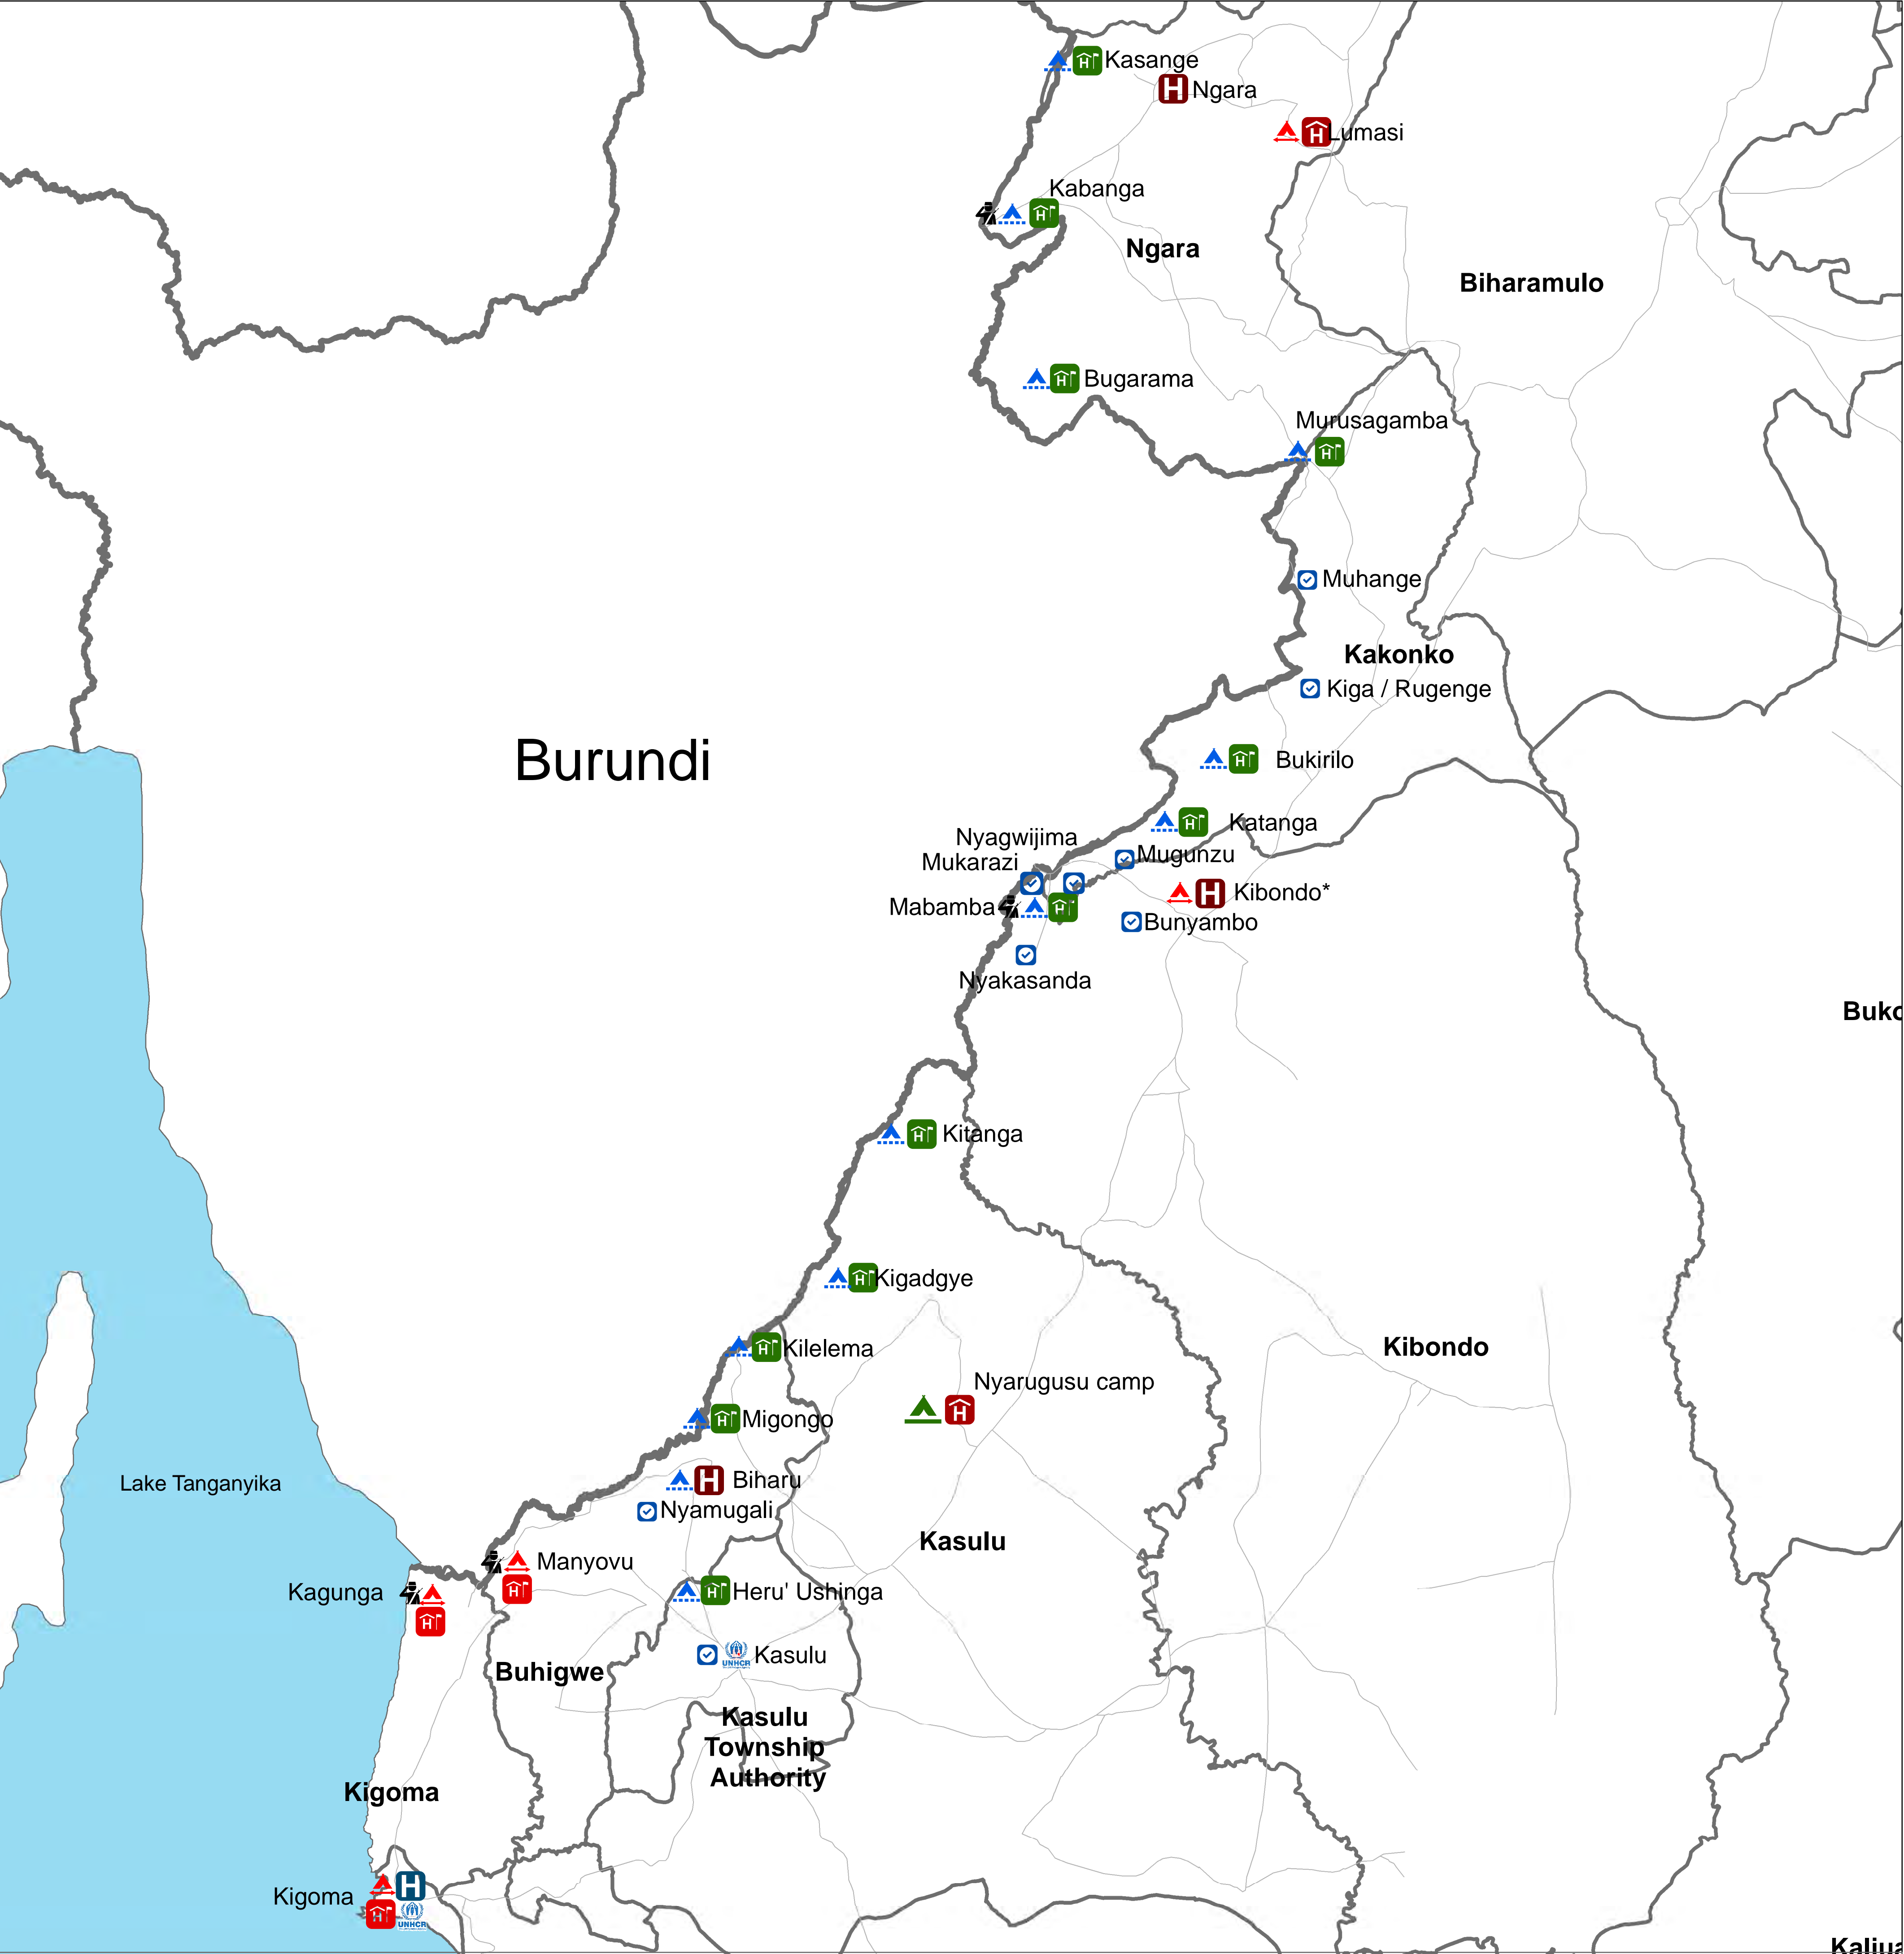 Kasange
H
Ngara
H
Lumasi
Kabanga
H
Ngara
Biharamulo
H
Bugarama
Murusagamba
H
Muhange
Kakonko
Kiga / Rugenge
Burundi
H
Bukirilo
H
Katanga
Nyagwijima
Mugunzu
Mukarazi
H
Kibondo*
Mabamba
H
Bunyambo
Nyakasanda
H
Kitanga
H
Kigadgye
Kibondo
H
Kilelema
Nyarugusu camp
H
H
Migongo
Lake Tanganyika
H
Biharu
Nyamugali
Kasulu
Manyovu
H
Kagunga
H
H
Heru' Ushinga
UNHCR
Kasulu
Buhigwe
Kasulu
Township
Authority
Kigoma
H
Kigoma
H
UNHCR